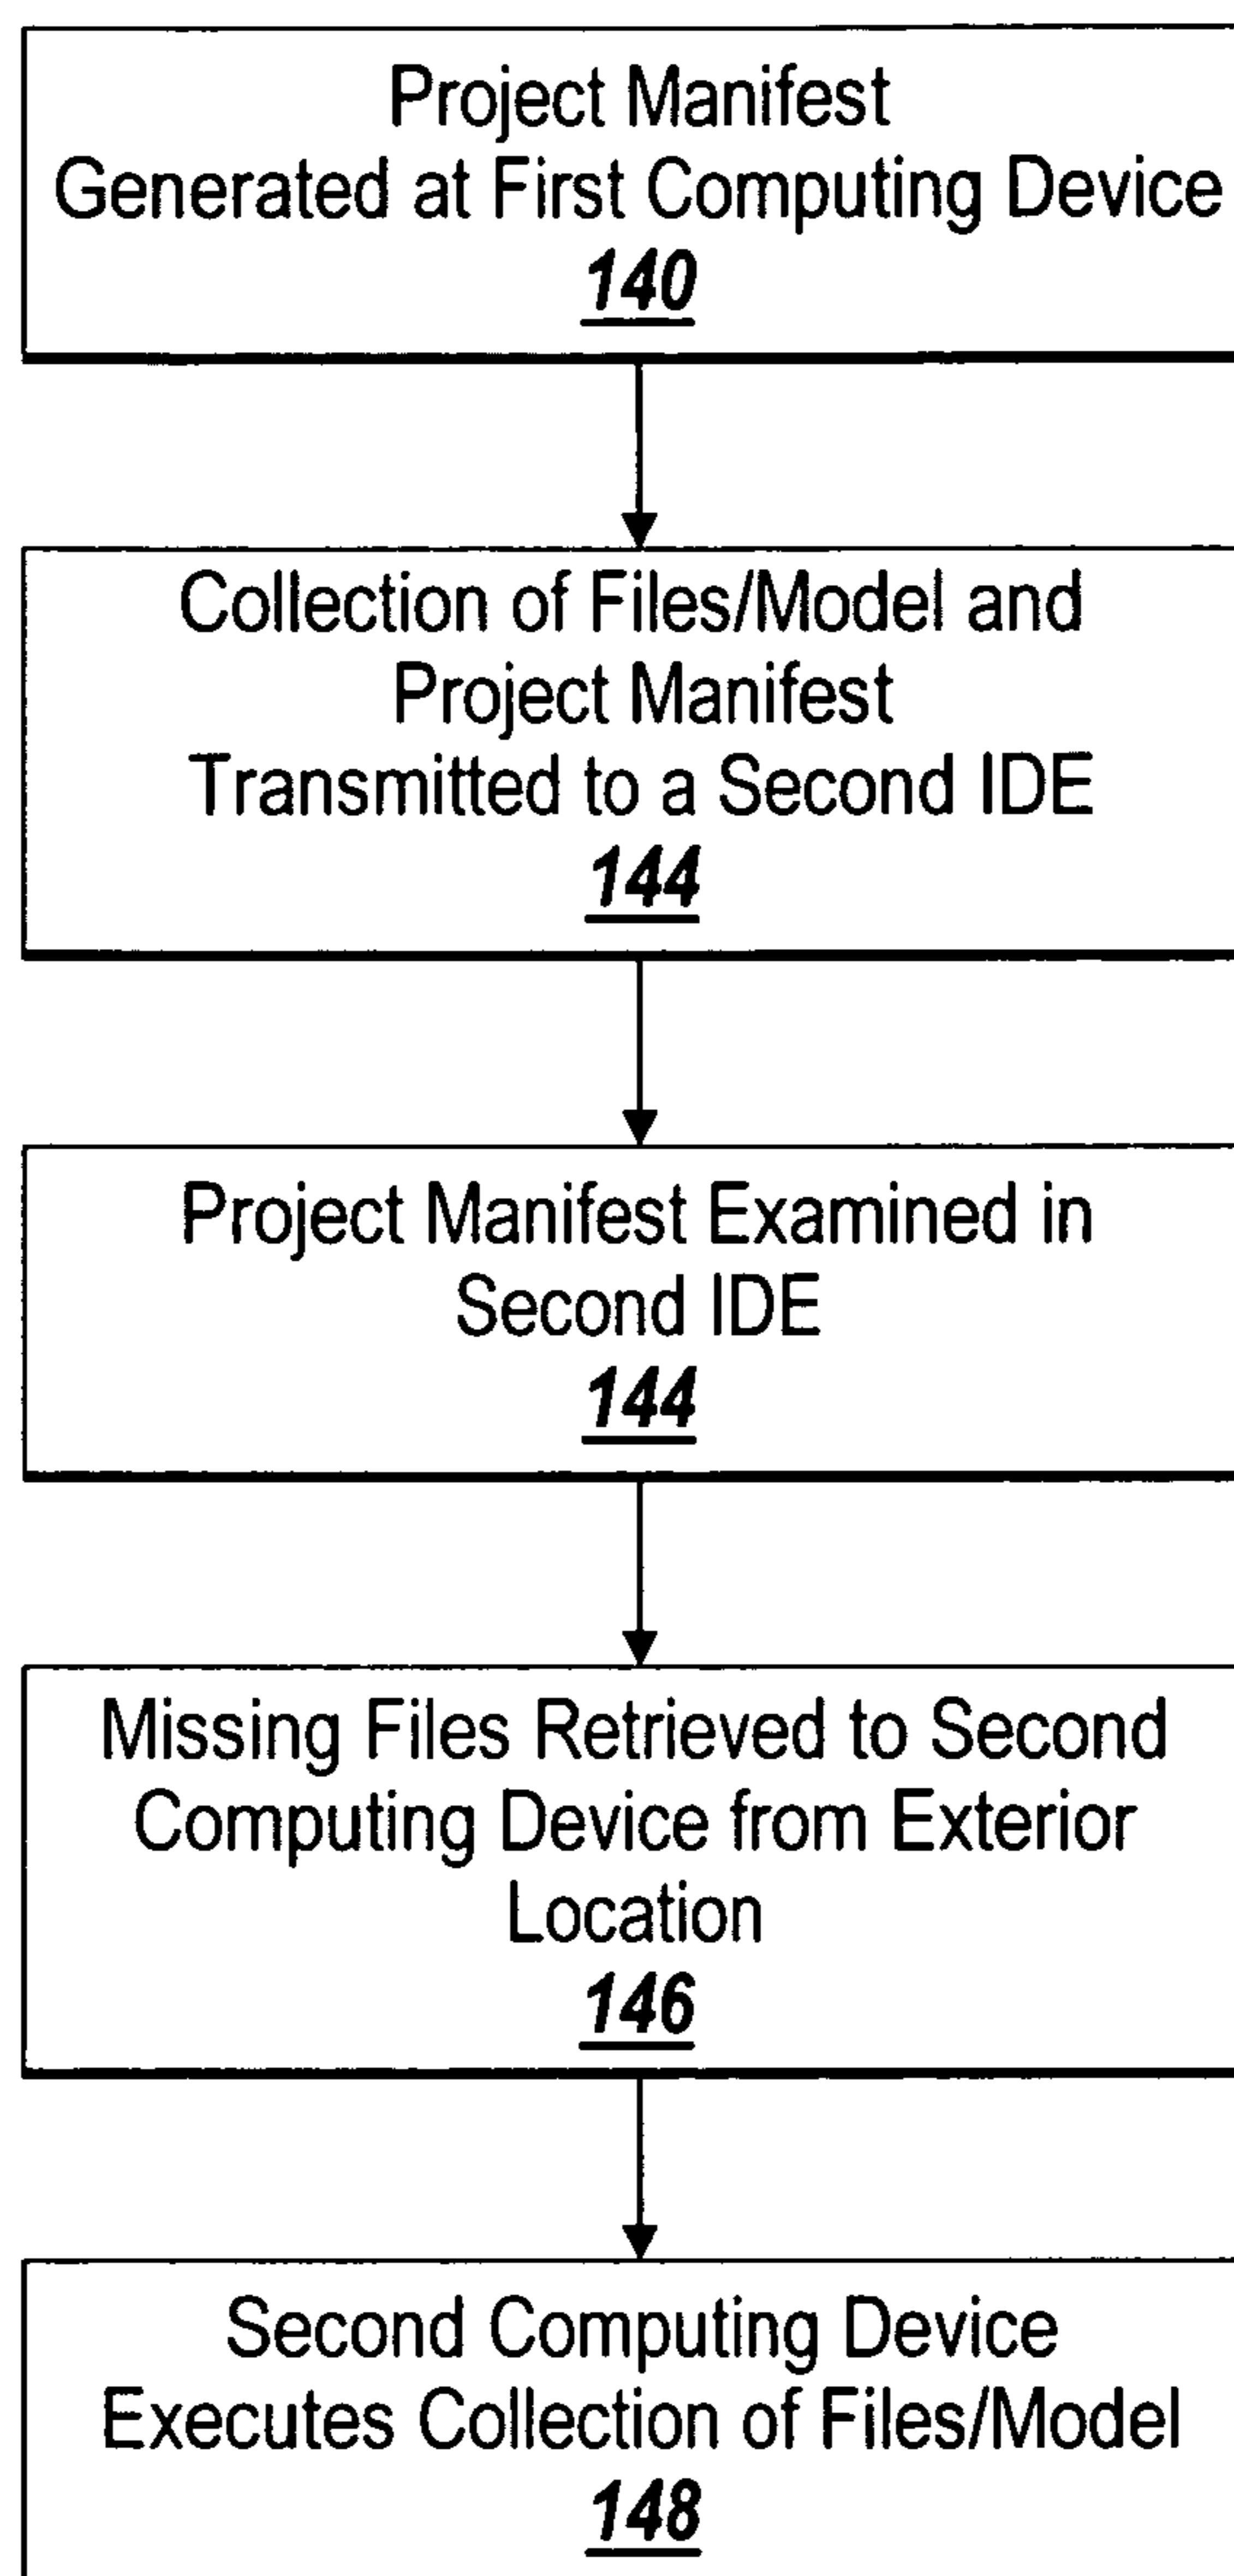 Project Manifest
Generated at First Computing Device
140
Collection of Files/Model and
Project Manifest
Transmitted to a Second IDE
144
Project Manifest Examined in
Second IDE
144
Missing Files Retrieved to Second
Computing Device from Exterior
Location
146
Second Computing Device
Executes Collection of Files/Model
148